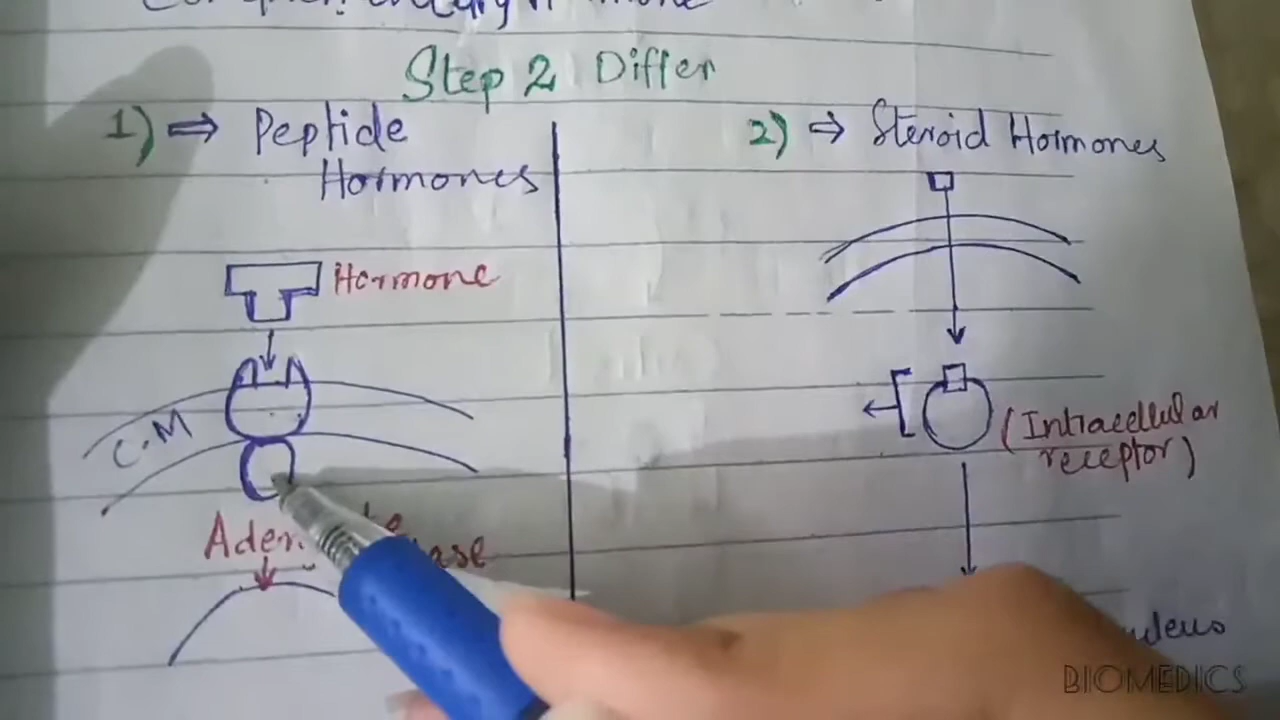 Step 2 Differ
1) ⇒ Peptide
Hormones
2) ⇒ Steroid Hormones
Hormone
C.M
(Intracellular
receptor)
BIOMEDICS